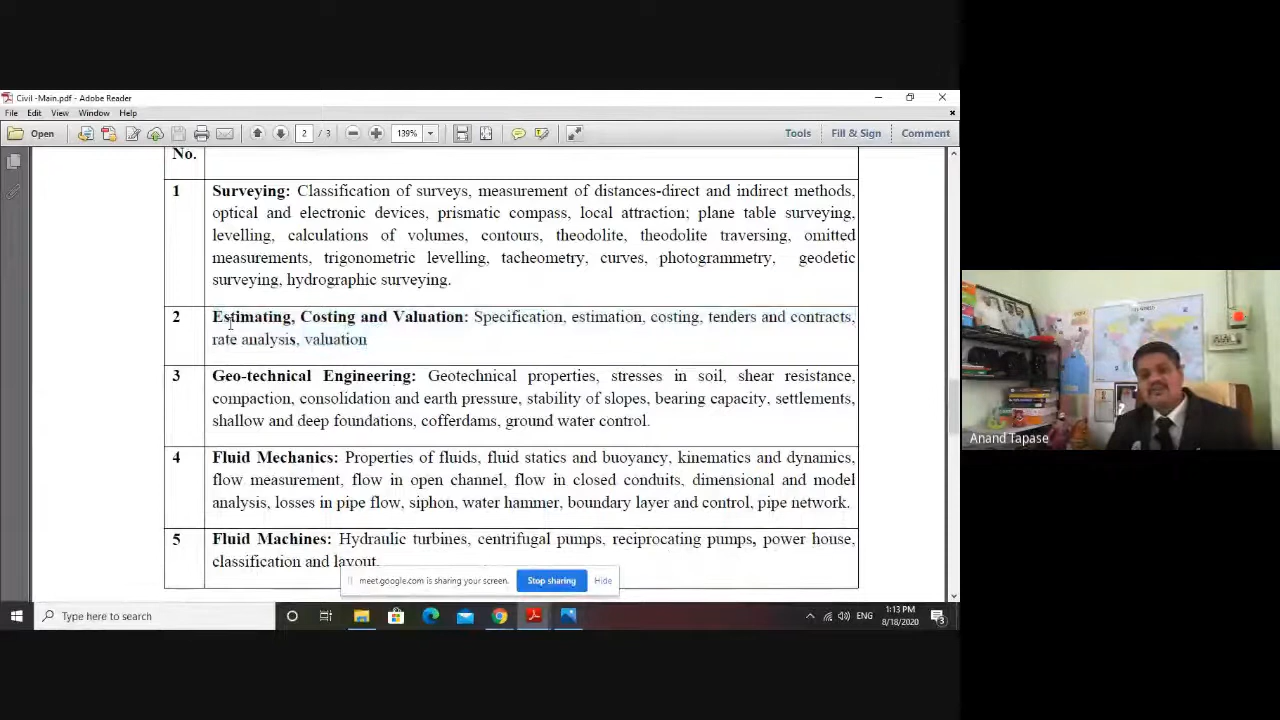 Civil -Main.pdf - Adobe Reader
File Edit View Window Help
Open 2 / 3 139% Tools Fill & Sign Comment
No.
1 Surveying: Classification of surveys, measurement of distances-direct and indirect methods,
optical and electronic devices, prismatic compass, local attraction; plane table surveying,
levelling, calculations of volumes, contours, theodolite, theodolite traversing, omitted
measurements, trigonometric levelling, tacheometry, curves, photogrammetry, geodetic
surveying, hydrographic surveying.
2 Estimating, Costing and Valuation: Specification, estimation, costing, tenders and contracts,
rate analysis, valuation
3 Geo-technical Engineering: Geotechnical properties, stresses in soil, shear resistance,
compaction, consolidation and earth pressure, stability of slopes, bearing capacity, settlements,
shallow and deep foundations, cofferdams, ground water control.
4 Fluid Mechanics: Properties of fluids, fluid statics and buoyancy, kinematics and dynamics,
flow measurement, flow in open channel, flow in closed conduits, dimensional and model
analysis, losses in pipe flow, siphon, water hammer, boundary layer and control, pipe network.
5 Fluid Machines: Hydraulic turbines, centrifugal pumps, reciprocating pumps, power house,
classification and layout.
meet.google.com is sharing your screen. Stop sharing Hide
Type here to search
ENG
1:13 PM
8/18/2020
3
Anand Tapase